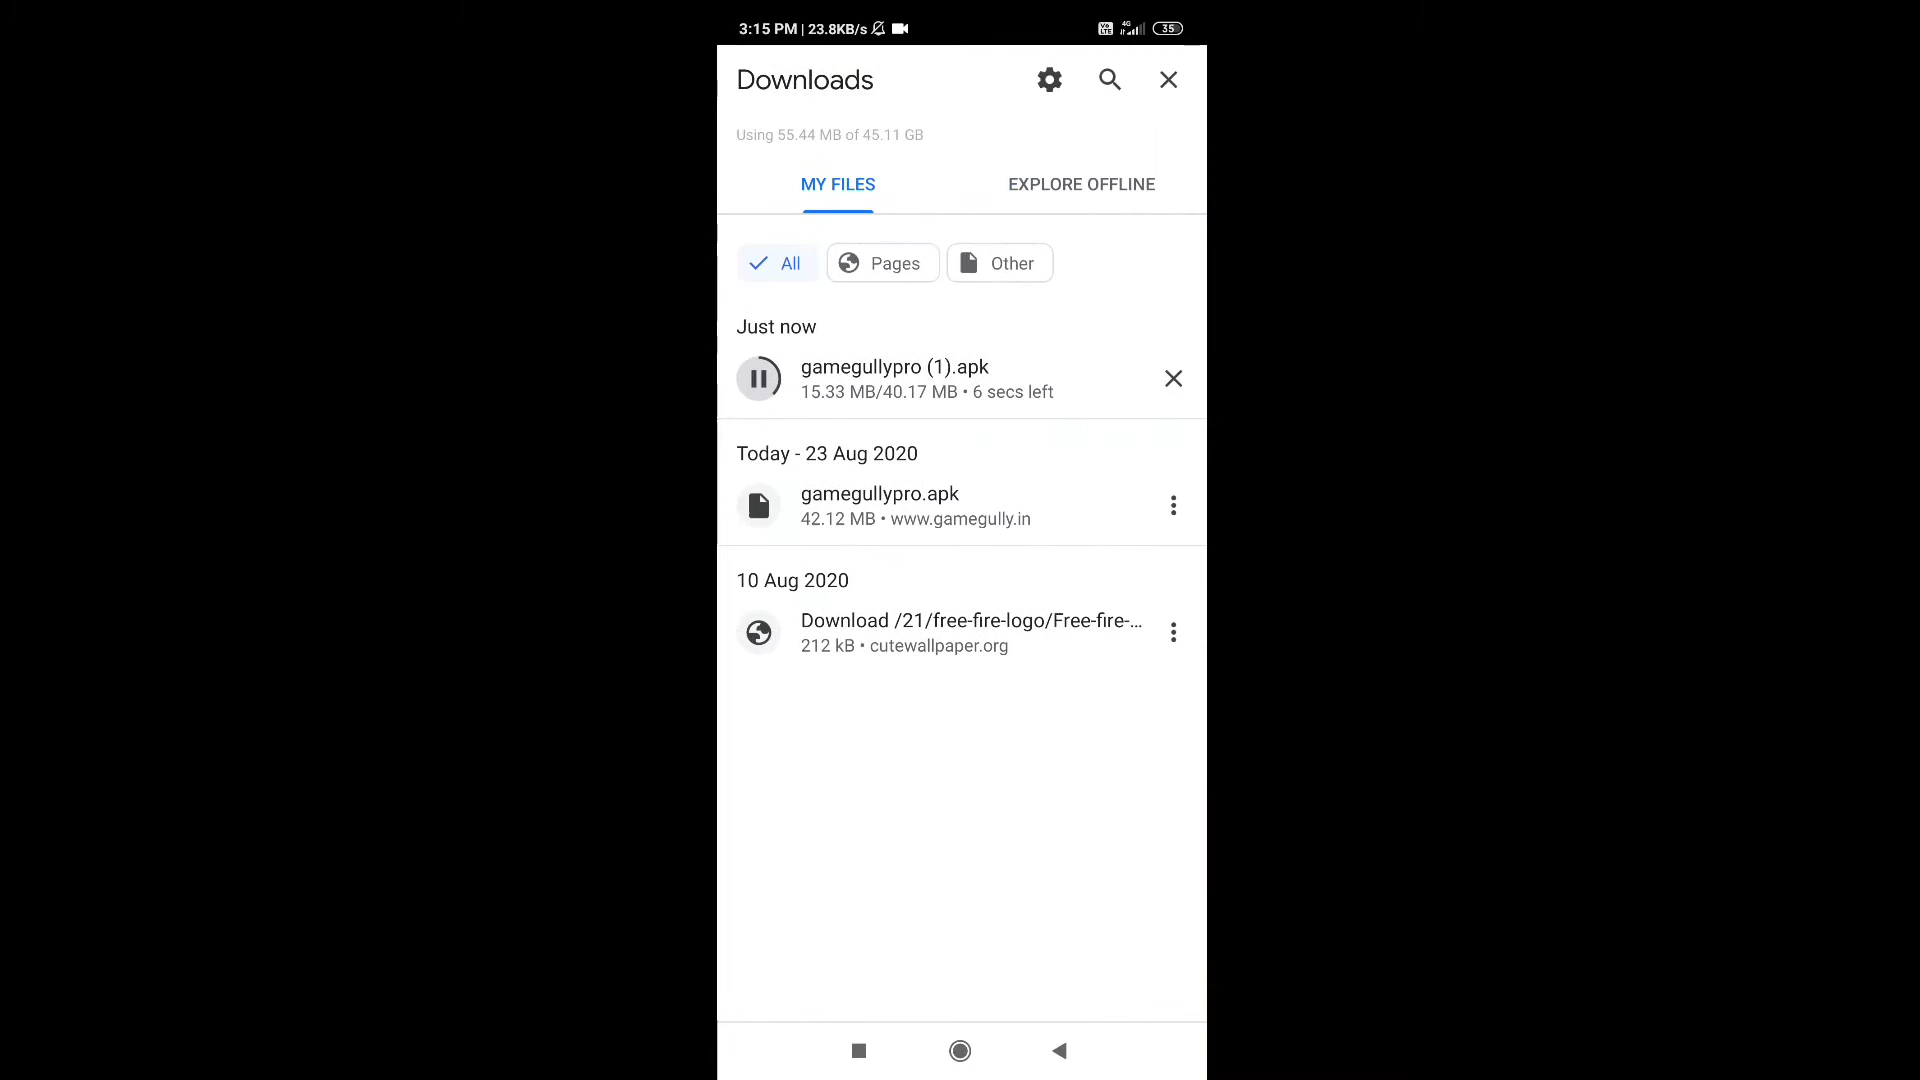 3:15 PM | 23.8KB/s
Vo LTE 4G 35
Downloads
Using 55.44 MB of 45.11 GB
MY FILES EXPLORE OFFLINE
All Pages Other
Just now
gamegullypro (1).apk
15.33 MB/40.17 MB • 6 secs left
Today - 23 Aug 2020
gamegullypro.apk
42.12 MB • www.gamegully.in
10 Aug 2020
Download /21/free-fire-logo/Free-fire-...
212 kB • cutewallpaper.org